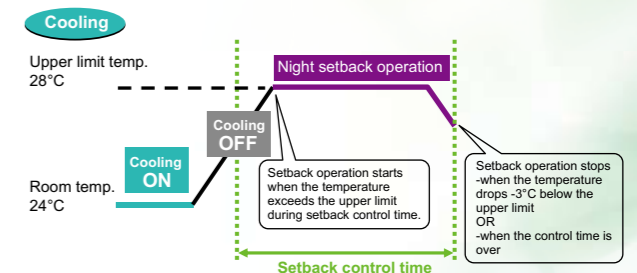 Cooling
Upper limit temp.
28°C
Night setback operation
Cooling
OFF
Cooling
ON
Room temp.
24°C
Setback operation starts
when the temperature
exceeds the upper limit
during setback control time.
Setback operation stops
-when the temperature
drops -3°C below the
upper limit
OR
-when the control time is
over
Setback control time